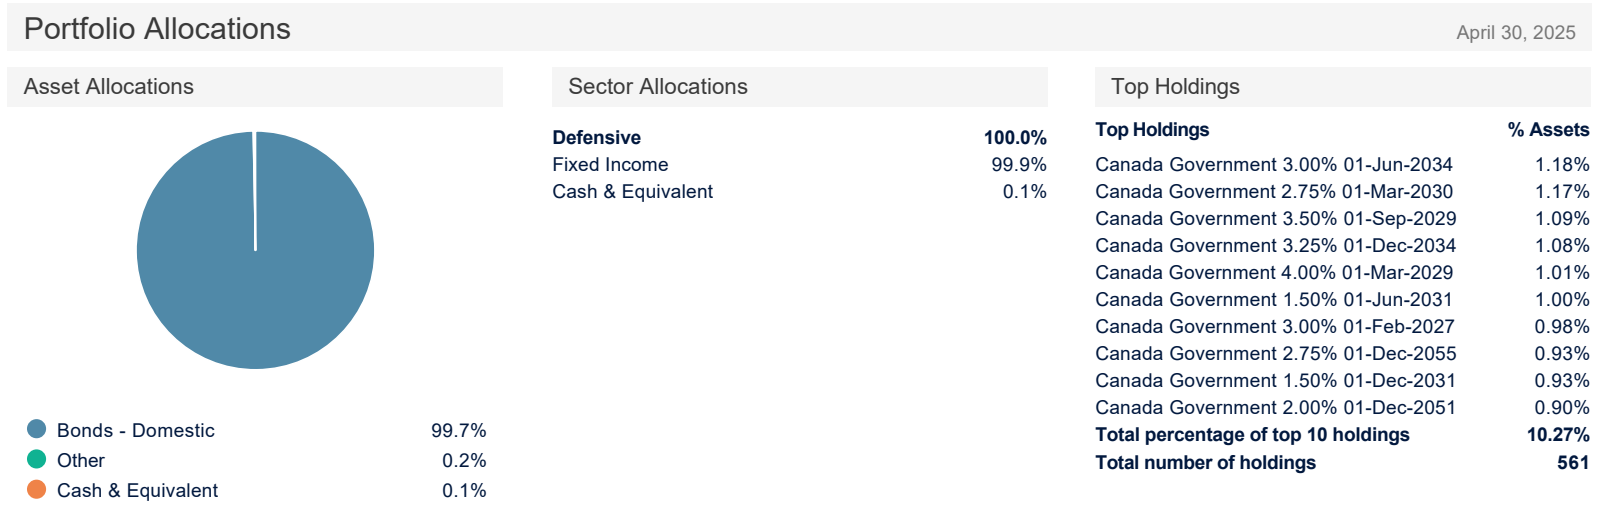 Portfolio Allocations
April 30, 2025
Asset Allocations
Bonds - Domestic 99.7%
Other 0.2%
Cash & Equivalent 0.1%
Sector Allocations
Defensive 100.0%
Fixed Income 99.9%
Cash & Equivalent 0.1%
Top Holdings
Top Holdings % Assets
Canada Government 3.00% 01-Jun-2034 1.18%
Canada Government 2.75% 01-Mar-2030 1.17%
Canada Government 3.50% 01-Sep-2029 1.09%
Canada Government 3.25% 01-Dec-2034 1.08%
Canada Government 4.00% 01-Mar-2029 1.01%
Canada Government 1.50% 01-Jun-2031 1.00%
Canada Government 3.00% 01-Feb-2027 0.98%
Canada Government 2.75% 01-Dec-2055 0.93%
Canada Government 1.50% 01-Dec-2031 0.93%
Canada Government 2.00% 01-Dec-2051 0.90%
Total percentage of top 10 holdings 10.27%
Total number of holdings 561